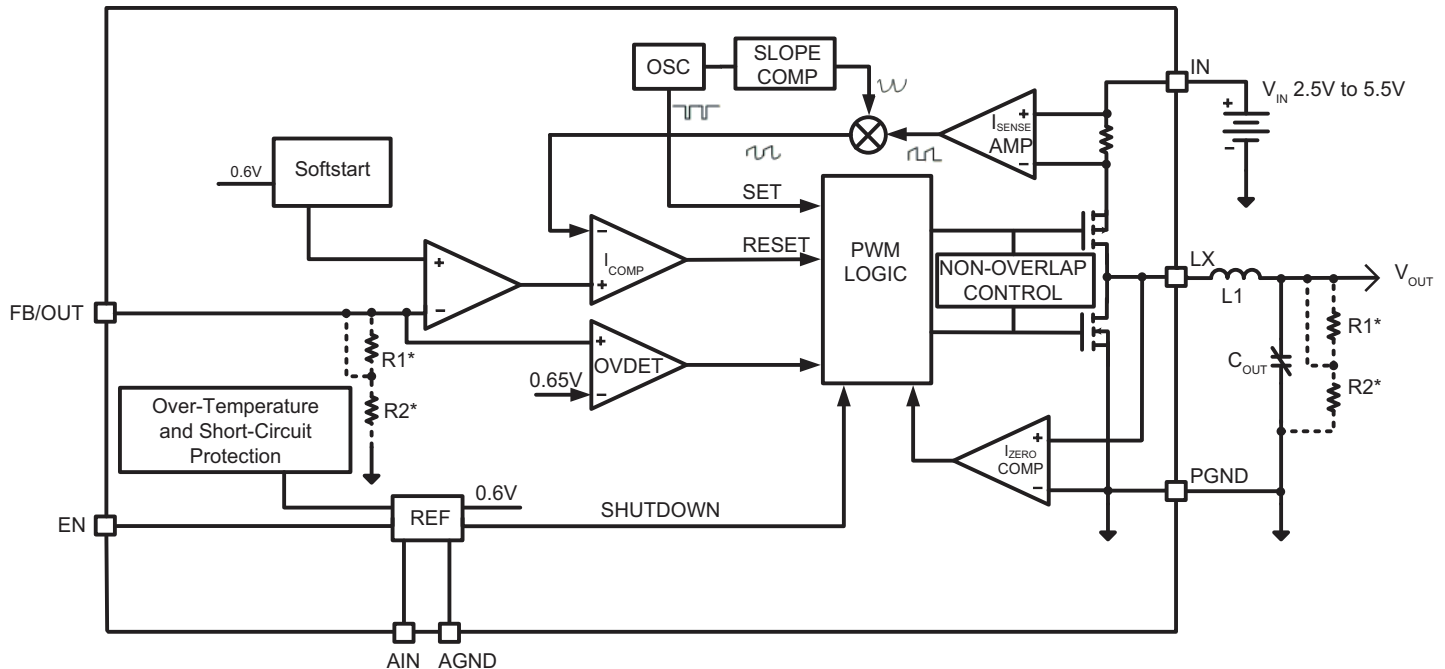 OSC
SLOPE
COMP
IN
V_IN 2.5V to 5.5V
+
−
I_SENSE
AMP
+
−
Softstart
0.6V
SET
PWM
LOGIC
+
−
−
I_COMP
+
RESET
NON-OVERLAP
CONTROL
LX
L1
V_OUT
FB/OUT
R1*
R2*
+
OVDET
−
0.65V
C_OUT
R1*
R2*
Over-Temperature
and Short-Circuit
Protection
+
I_ZERO
COMP
−
PGND
EN
REF
0.6V
SHUTDOWN
AIN
AGND